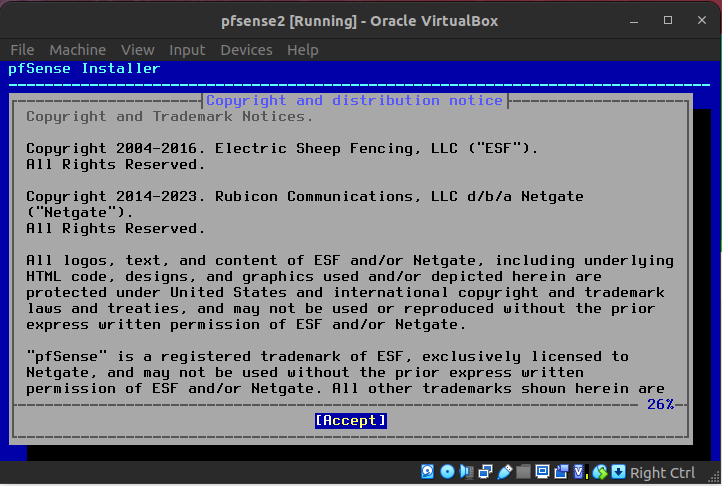 pfsense2 [Running] - Oracle VirtualBox
File Machine View Input Devices Help
pfSense Installer
Copyright and distribution notice
Copyright and Trademark Notices.
Copyright 2004-2016. Electric Sheep Fencing, LLC ("ESF").
All Rights Reserved.
Copyright 2014-2023. Rubicon Communications, LLC d/b/a Netgate
("Netgate").
All Rights Reserved.
All logos, text, and content of ESF and/or Netgate, including underlying
HTML code, designs, and graphics used and/or depicted herein are
protected under United States and international copyright and trademark
laws and treaties, and may not be used or reproduced without the prior
express written permission of ESF and/or Netgate.
"pfSense" is a registered trademark of ESF, exclusively licensed to
Netgate, and may not be used without the prior express written
permission of ESF and/or Netgate. All other trademarks shown herein are
26%
[Accept]
Right Ctrl